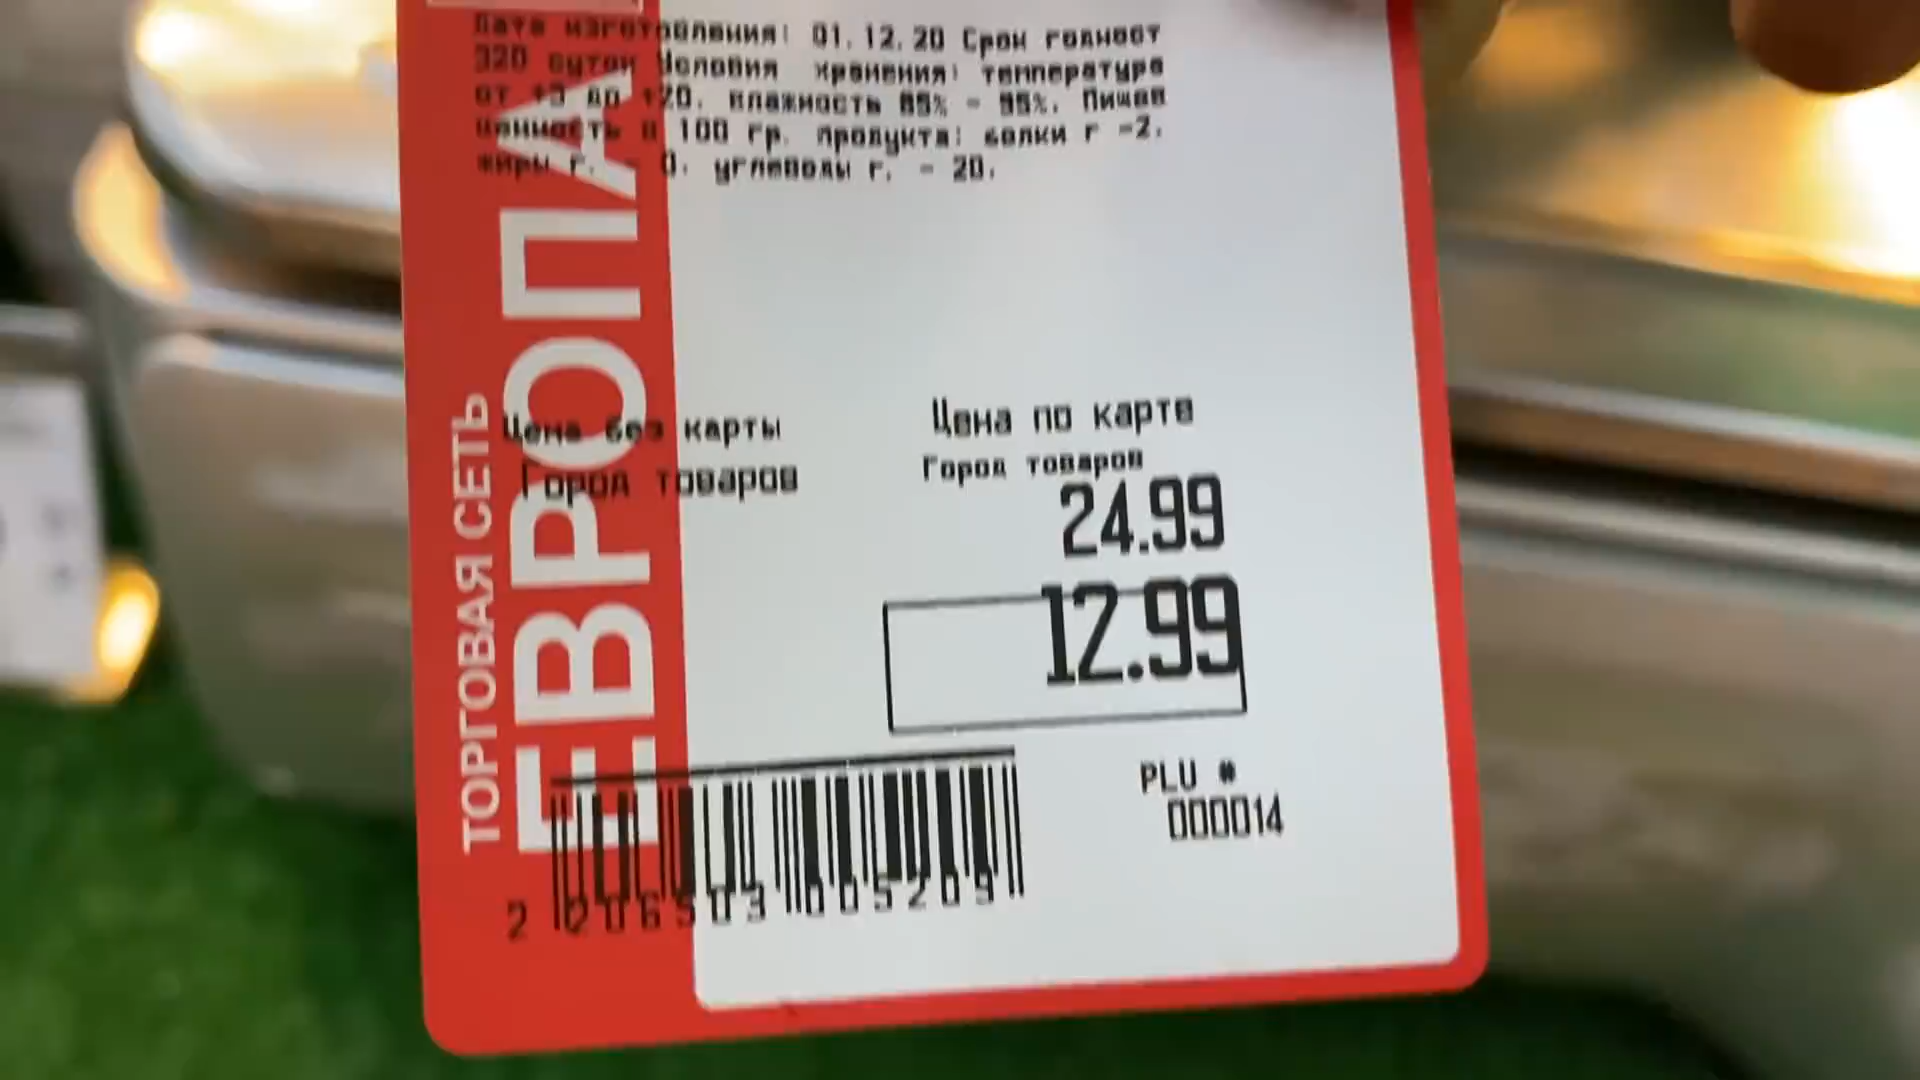 Дата изготовления: 01.12.20 Срок годност
320 суток Условия хранения: температура
от +3 до +20. влажность 85% - 95%. Пищев
ценность в 100 гр. продукта: белки г -2.
жиры г. - 0. углеводы г. - 20.
ТОРГОВАЯ СЕТЬ
ЕВРОПА
Цена без карты
Город товаров
Цена по карте
Город товаров
24.99
12.99
PLU #
000014
2 206503 005209